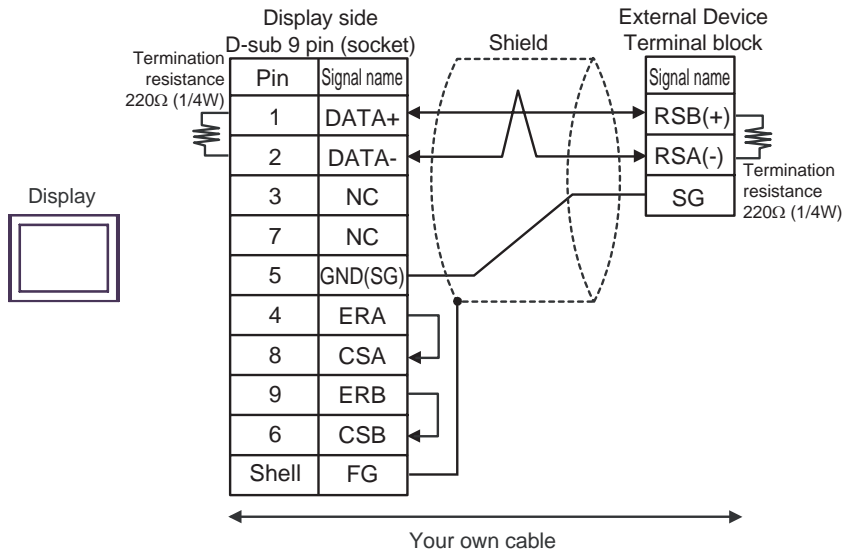 Display side
D-sub 9 pin (socket)
Shield
External Device
Terminal block
Termination
resistance
220Ω (1/4W)
Pin Signal name
Signal name
1 DATA+
RSB(+)
2 DATA-
RSA(-)
3 NC
SG
Termination
resistance
220Ω (1/4W)
Display
7 NC
5 GND(SG)
4 ERA
8 CSA
9 ERB
6 CSB
Shell FG
Your own cable